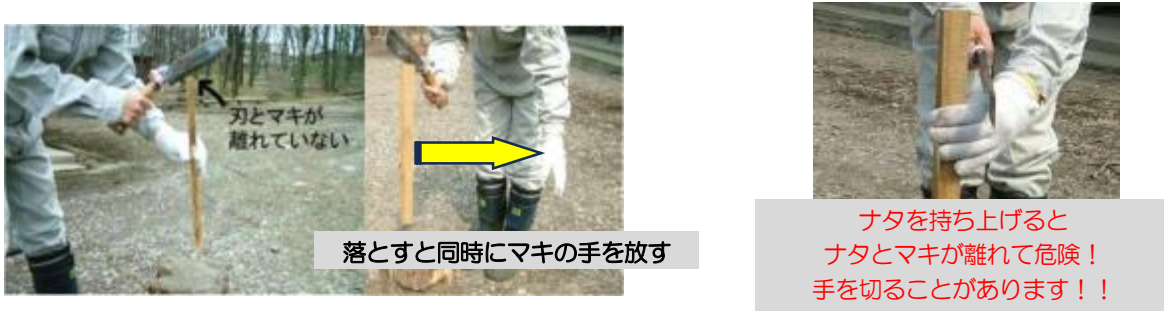 刃とマキが
離れていない
落とすと同時にマキの手を放す
ナタを持ち上げると
ナタとマキが離れて危険！
手を切ることがあります！！